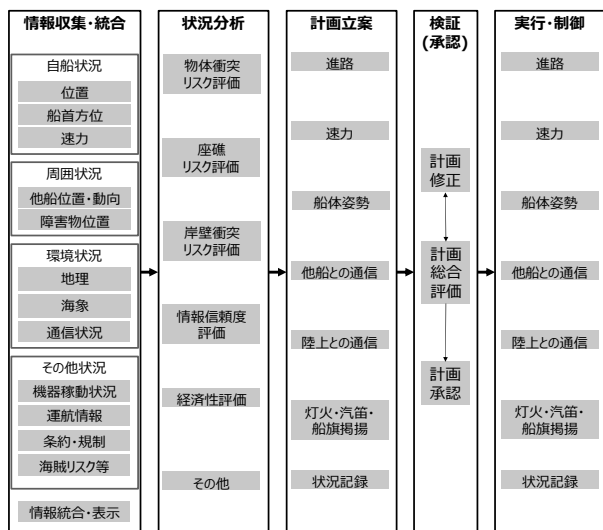 情報収集・統合
自船状況
位置
船首方位
速力
周囲状況
他船位置・動向
障害物位置
環境状況
地理
海象
通信状況
その他状況
機器稼動状況
運航情報
条約・規制
海賊リスク等
情報統合・表示
状況分析
物体衝突
リスク評価
座礁
リスク評価
岸壁衝突
リスク評価
情報信頼度
評価
経済性評価
その他
計画立案
進路
速力
船体姿勢
他船との通信
陸上との通信
灯火・汽笛・
船旗掲揚
状況記録
検証
(承認)
計画
修正
計画
総合
評価
計画
承認
実行・制御
進路
速力
船体姿勢
他船との通信
陸上との通信
灯火・汽笛・
船旗掲揚
状況記録